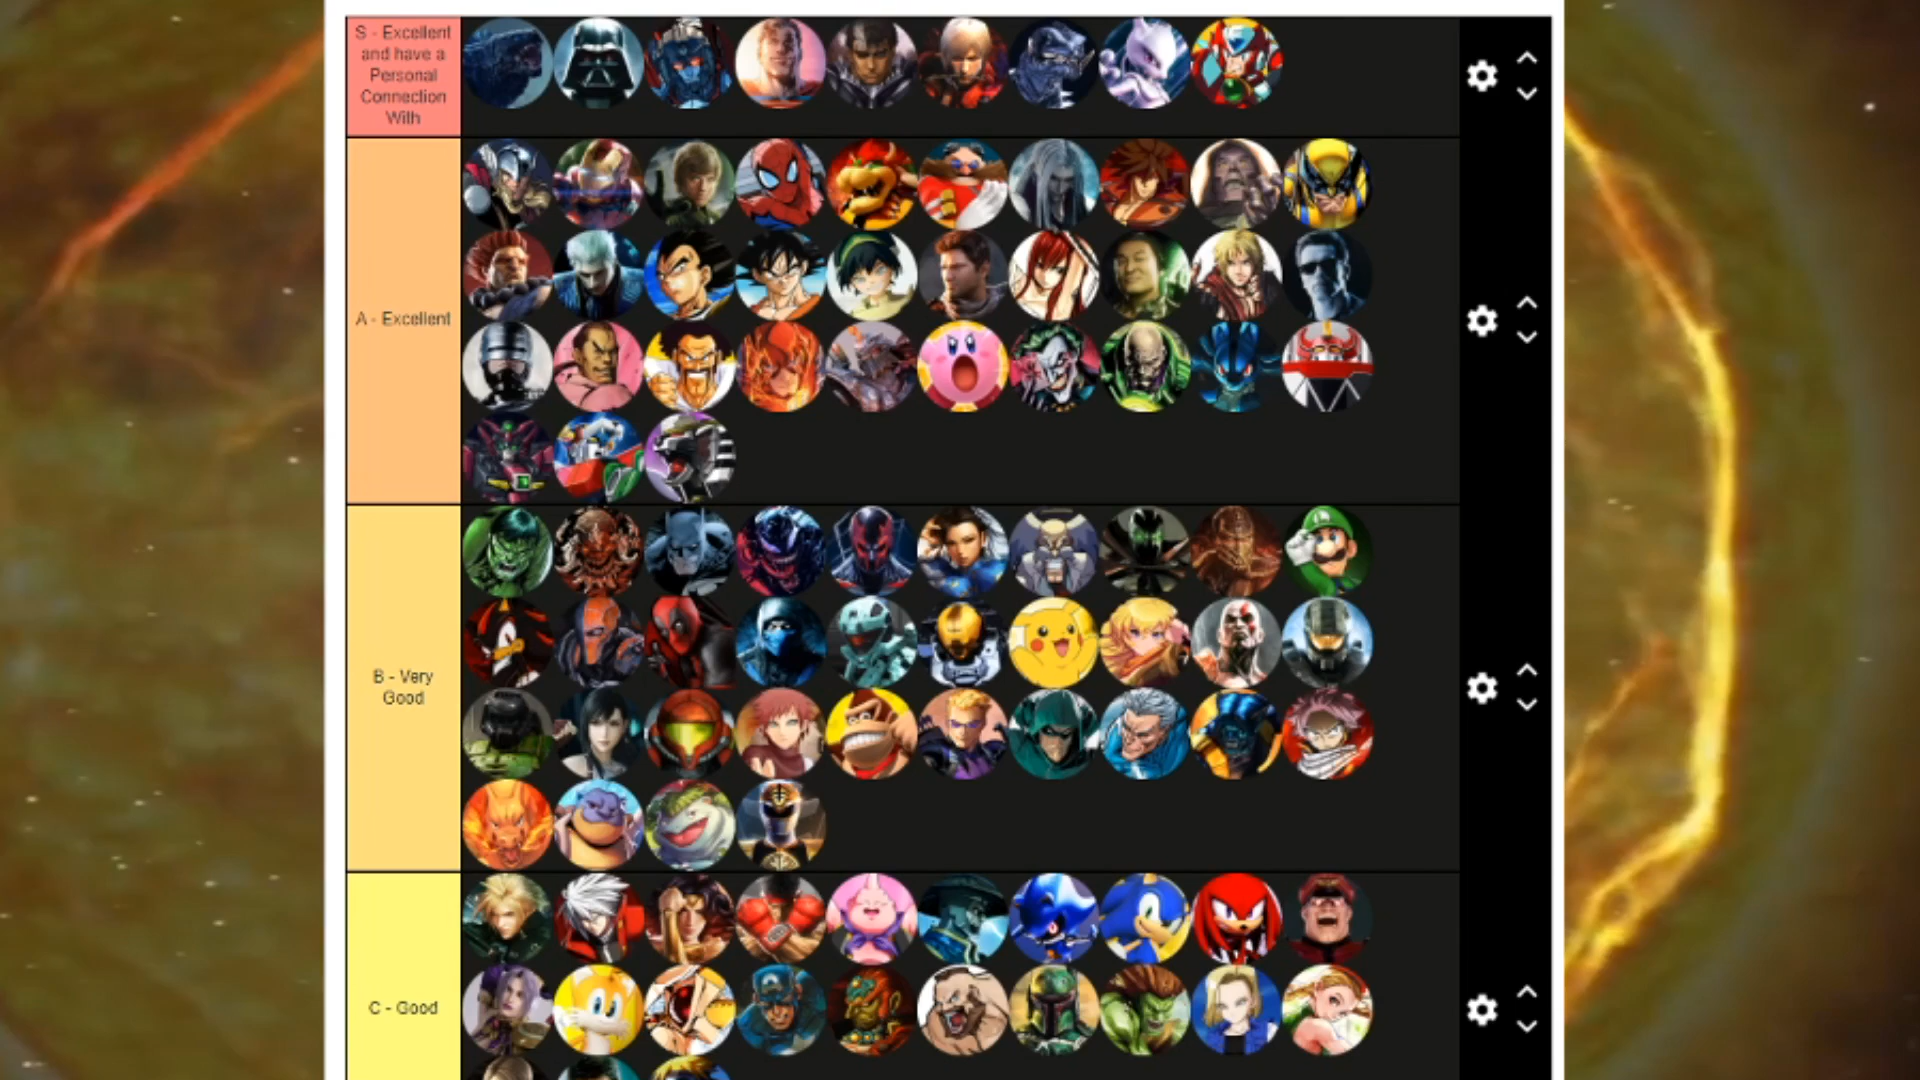 S - Excellent
and have a
Personal
Connection
With
A - Excellent
B - Very
Good
C - Good